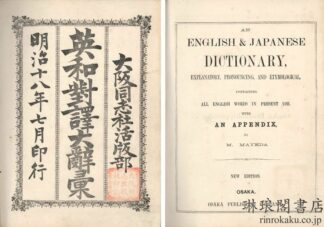 大阪同志社活版部
英和對譯大辭彙
明治十八年七月印行
AN
ENGLISH & JAPANESE
DICTIONARY,
EXPLANATORY, PRONOUNCING, AND ETYMOLOGICAL,
CONTAINING
ALL ENGLISH WORDS IN PRESENT USE
WITH
AN APPENDIX,
BY
M. MAYEDA
NEW EDITION.
OSAKA,
OSAKA
琳琅閣書店
rinrokaku.co.jp